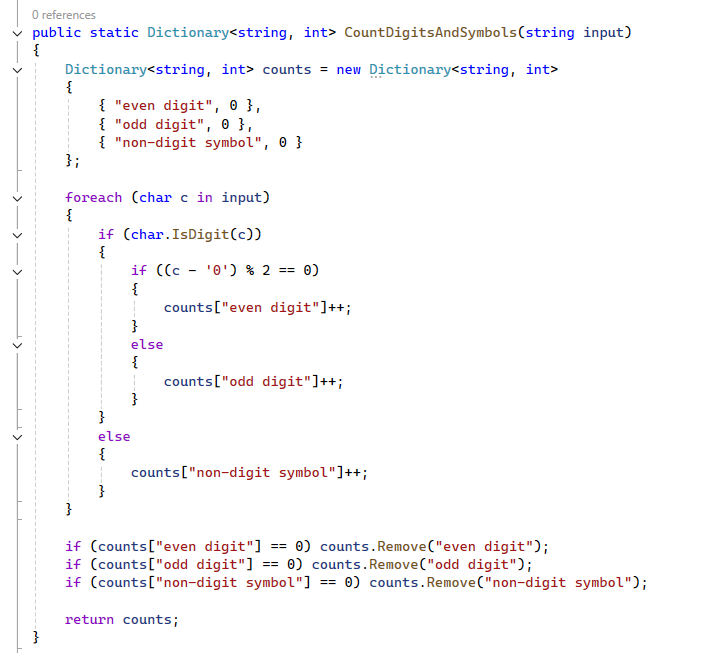 0 references
public static Dictionary<string, int> CountDigitsAndSymbols(string input)
{
    Dictionary<string, int> counts = new Dictionary<string, int>
    {
        { "even digit", 0 },
        { "odd digit", 0 },
        { "non-digit symbol", 0 }
    };

    foreach (char c in input)
    {
        if (char.IsDigit(c))
        {
            if ((c - '0') % 2 == 0)
            {
                counts["even digit"]++;
            }
            else
            {
                counts["odd digit"]++;
            }
        }
        else
        {
            counts["non-digit symbol"]++;
        }
    }

    if (counts["even digit"] == 0) counts.Remove("even digit");
    if (counts["odd digit"] == 0) counts.Remove("odd digit");
    if (counts["non-digit symbol"] == 0) counts.Remove("non-digit symbol");

    return counts;
}